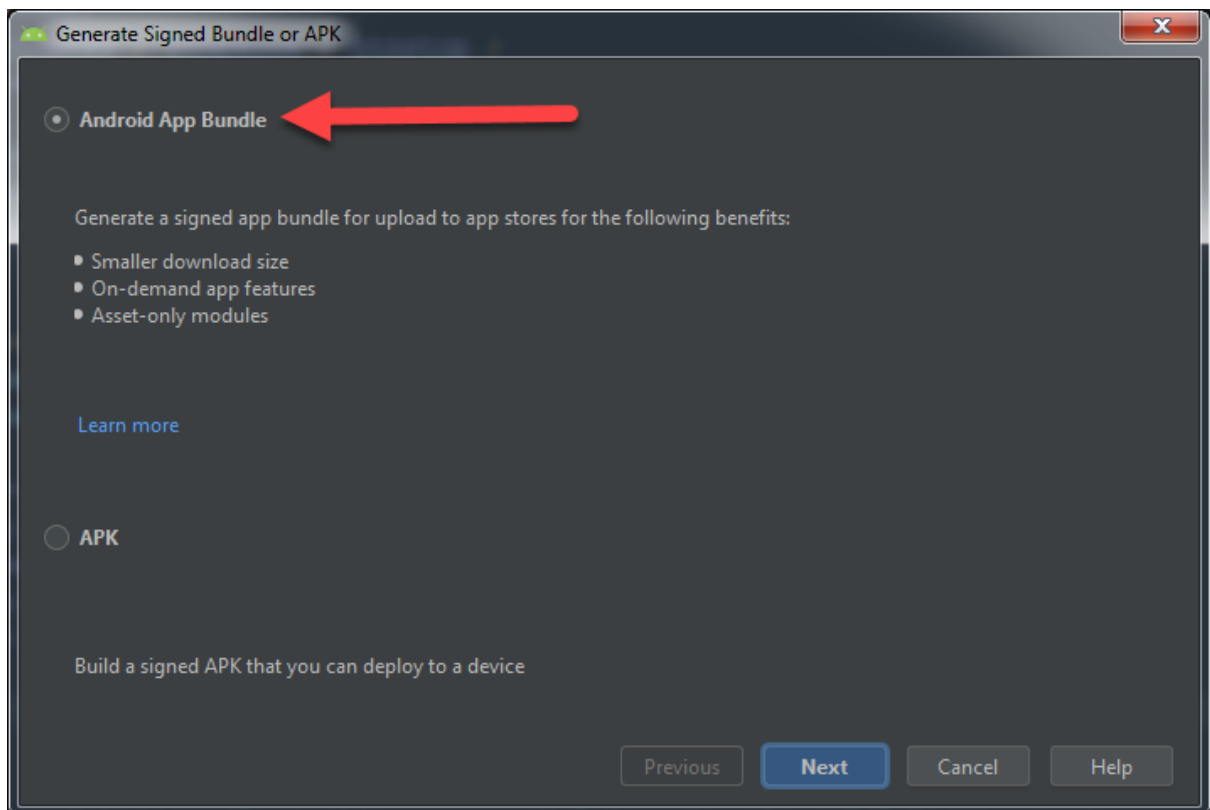 Generate Signed Bundle or APK
Android App Bundle
Generate a signed app bundle for upload to app stores for the following benefits:
Smaller download size
On-demand app features
Asset-only modules
Learn more
APK
Build a signed APK that you can deploy to a device
Previous
Next
Cancel
Help